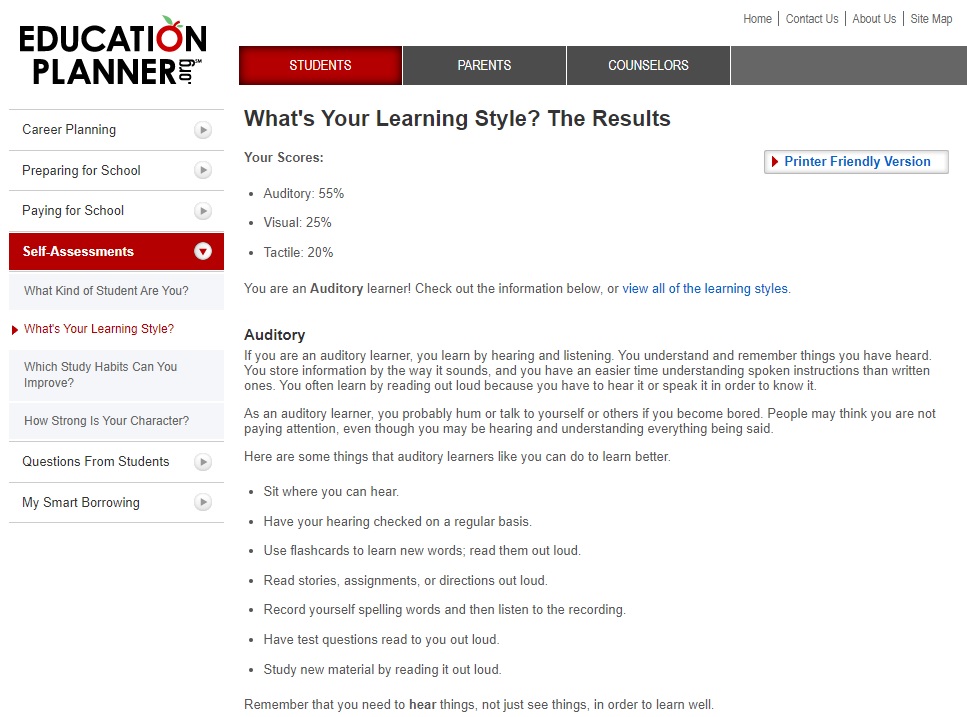 Home | Contact Us | About Us | Site Map
EDUCATION
PLANNER.org℠
STUDENTS
PARENTS
COUNSELORS
Career Planning
Preparing for School
Paying for School
Self-Assessments
What Kind of Student Are You?
What's Your Learning Style?
Which Study Habits Can You
Improve?
How Strong Is Your Character?
Questions From Students
My Smart Borrowing
What's Your Learning Style? The Results
Your Scores:
Printer Friendly Version
• Auditory: 55%
• Visual: 25%
• Tactile: 20%
You are an Auditory learner! Check out the information below, or view all of the learning styles.
Auditory
If you are an auditory learner, you learn by hearing and listening. You understand and remember things you have heard.
You store information by the way it sounds, and you have an easier time understanding spoken instructions than written
ones. You often learn by reading out loud because you have to hear it or speak it in order to know it.
As an auditory learner, you probably hum or talk to yourself or others if you become bored. People may think you are not
paying attention, even though you may be hearing and understanding everything being said.
Here are some things that auditory learners like you can do to learn better.
• Sit where you can hear.
• Have your hearing checked on a regular basis.
• Use flashcards to learn new words; read them out loud.
• Read stories, assignments, or directions out loud.
• Record yourself spelling words and then listen to the recording.
• Have test questions read to you out loud.
• Study new material by reading it out loud.
Remember that you need to hear things, not just see things, in order to learn well.